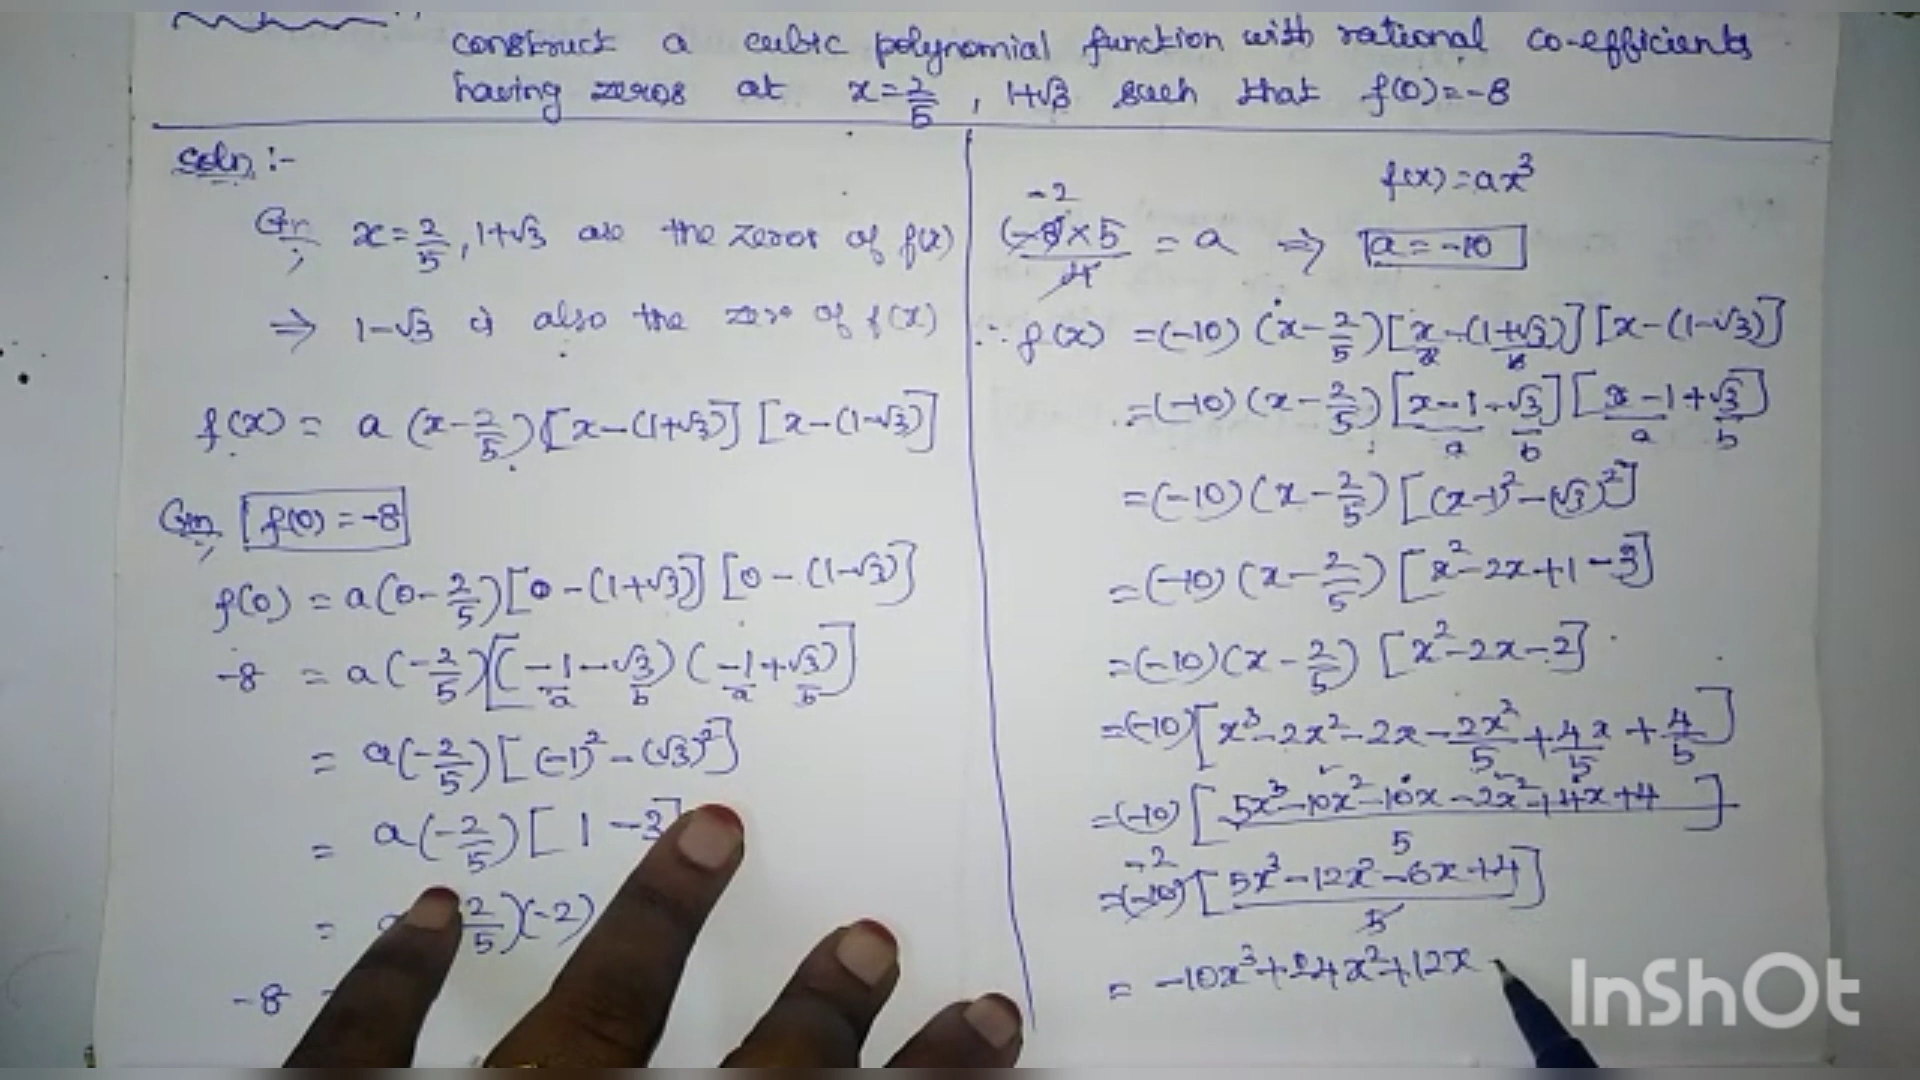 construct a cubic polynomial function with rational co-efficients
having zeros at x = 2/5, 1+√3 such that f(0) = -8
Soln :-
Gn, x = 2/5, 1+√3 are the zeros of f(x)
⇒ 1-√3 is also the zero of f(x)
f(x) = a (x - 2/5) [x - (1+√3)] [x - (1-√3)]
Gn, f(0) = -8
f(0) = a (0 - 2/5) [0 - (1+√3)] [0 - (1-√3)]
-8 = a (-2/5) [(-1 - √3) (-1 + √3)]
a b a b
= a (-2/5) [(-1)² - (√3)²]
= a (-2/5) [1 - 3]
= 2/5) (-2)
-8
f(x) = ax³
-2
(-8 × 5)/4 = a ⇒ a = -10
∴ f(x) = (-10) (x - 2/5) [x - (1+√3)] [x - (1-√3)]
= (-10) (x - 2/5) [x - 1 - √3] [x - 1 + √3]
a b a b
= (-10) (x - 2/5) [(x-1)² - (√3)²]
= (-10) (x - 2/5) [x² - 2x + 1 - 3]
= (-10) (x - 2/5) [x² - 2x - 2]
= (-10) [x³ - 2x² - 2x - 2x²/5 + 4x/5 + 4/5]
= (-10) [5x³ - 10x² - 10x - 2x² + 4x + 4 / 5]
-2
= (-10) [5x³ - 12x² - 6x + 4 / 5]
= -10x³ + 24x² + 12x -
InShOt